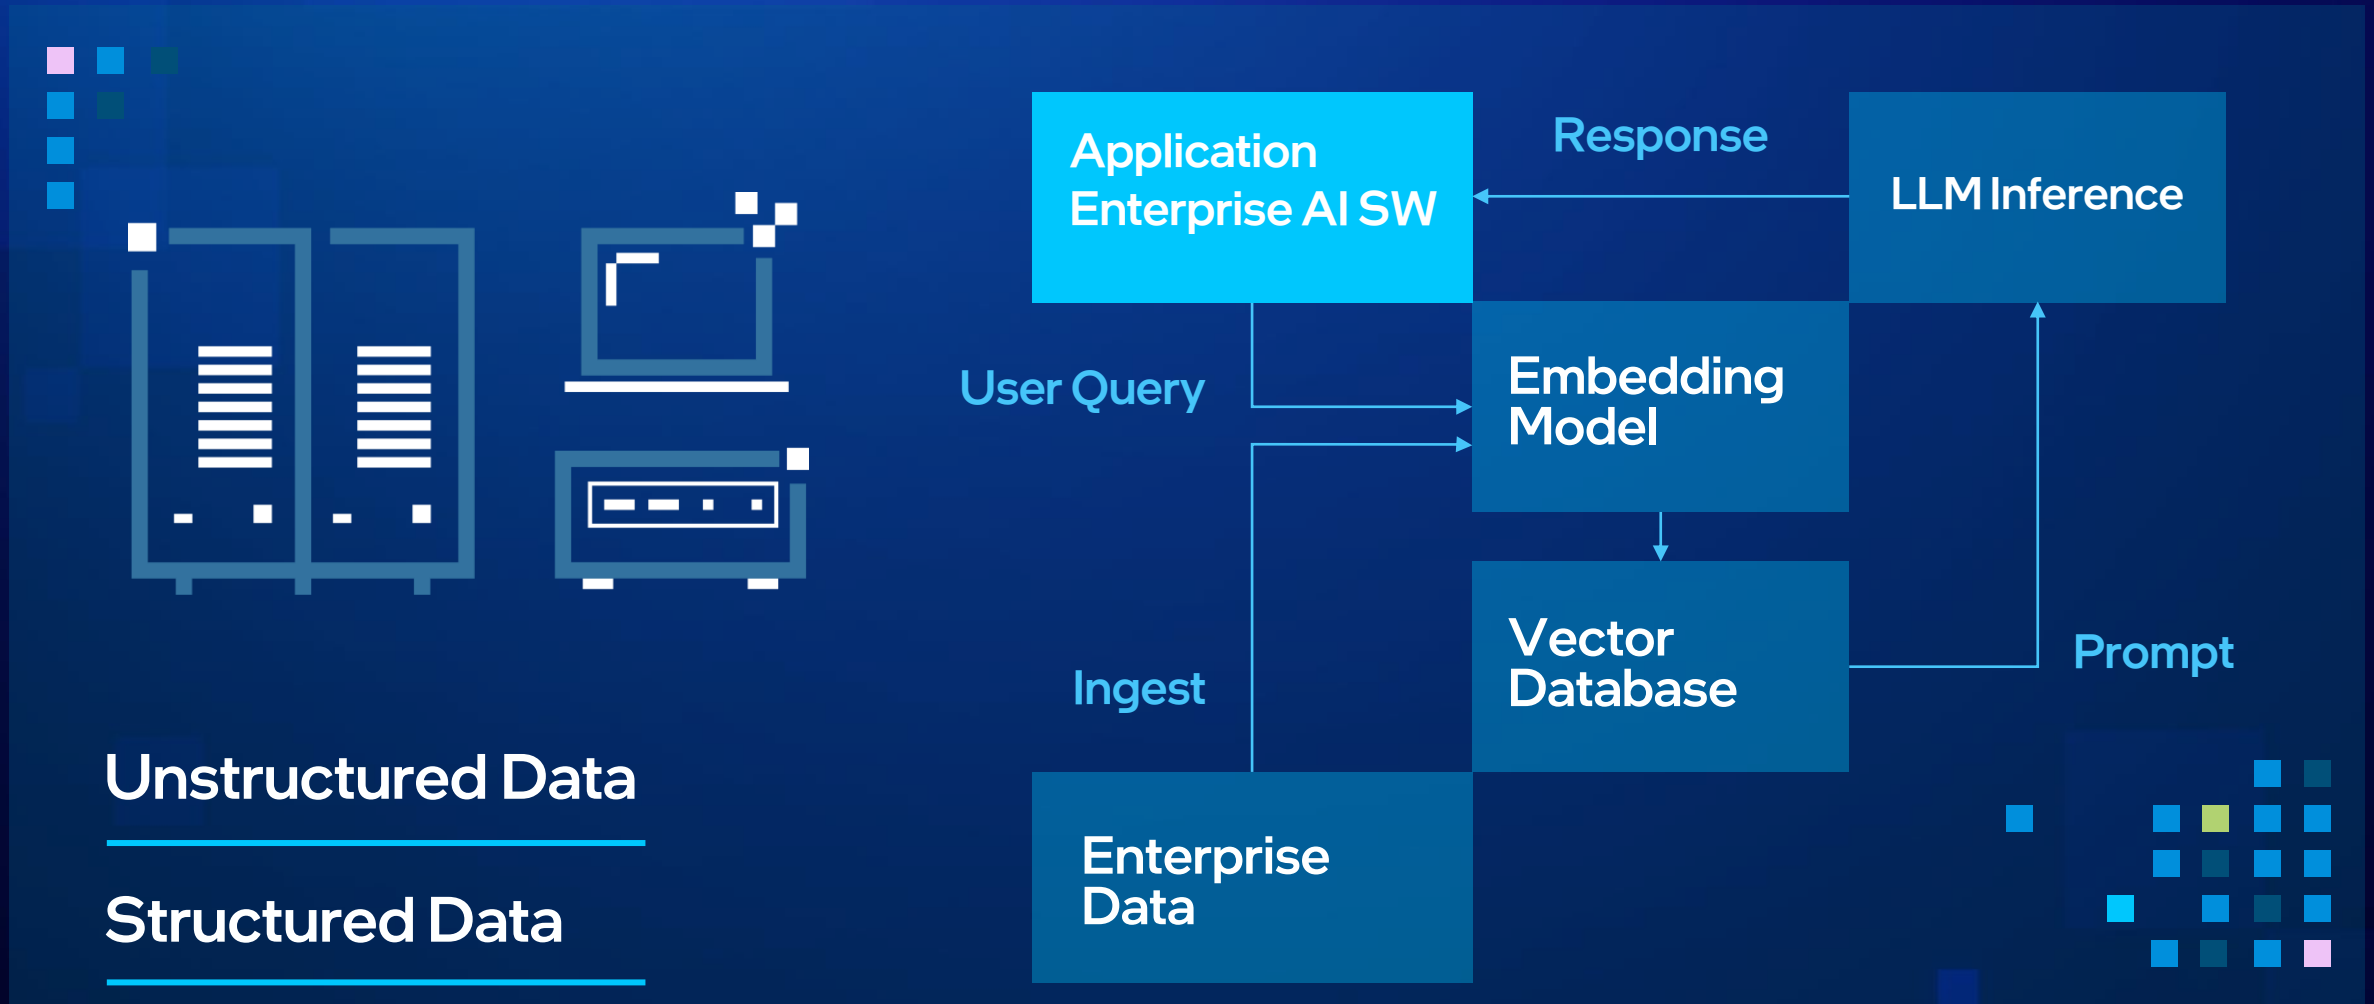 Unstructured Data
Structured Data
Application
Enterprise AI SW
Response
LLM Inference
User Query
Embedding
Model
Ingest
Vector
Database
Prompt
Enterprise
Data